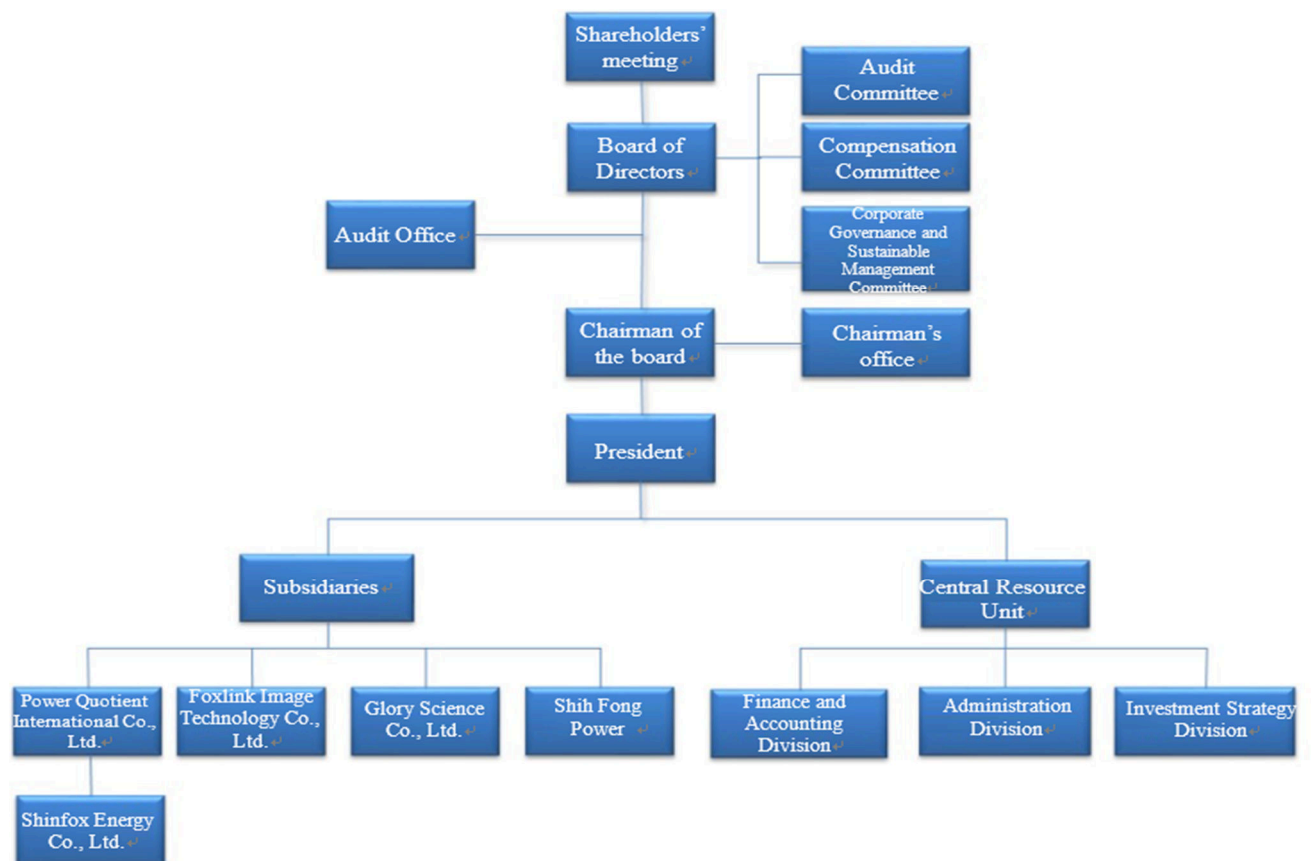 Shareholders’
meeting
Audit
Committee
Board of
Directors
Compensation
Committee
Audit Office
Corporate
Governance and
Sustainable
Management
Committee
Chairman of
the board
Chairman’s
office
President
Subsidiaries
Central Resource
Unit
Power Quotient
International Co.,
Ltd.
Foxlink Image
Technology Co.,
Ltd.
Glory Science
Co., Ltd.
Shih Fong
Power
Finance and
Accounting
Division
Administration
Division
Investment Strategy
Division
Shinfox Energy
Co., Ltd.